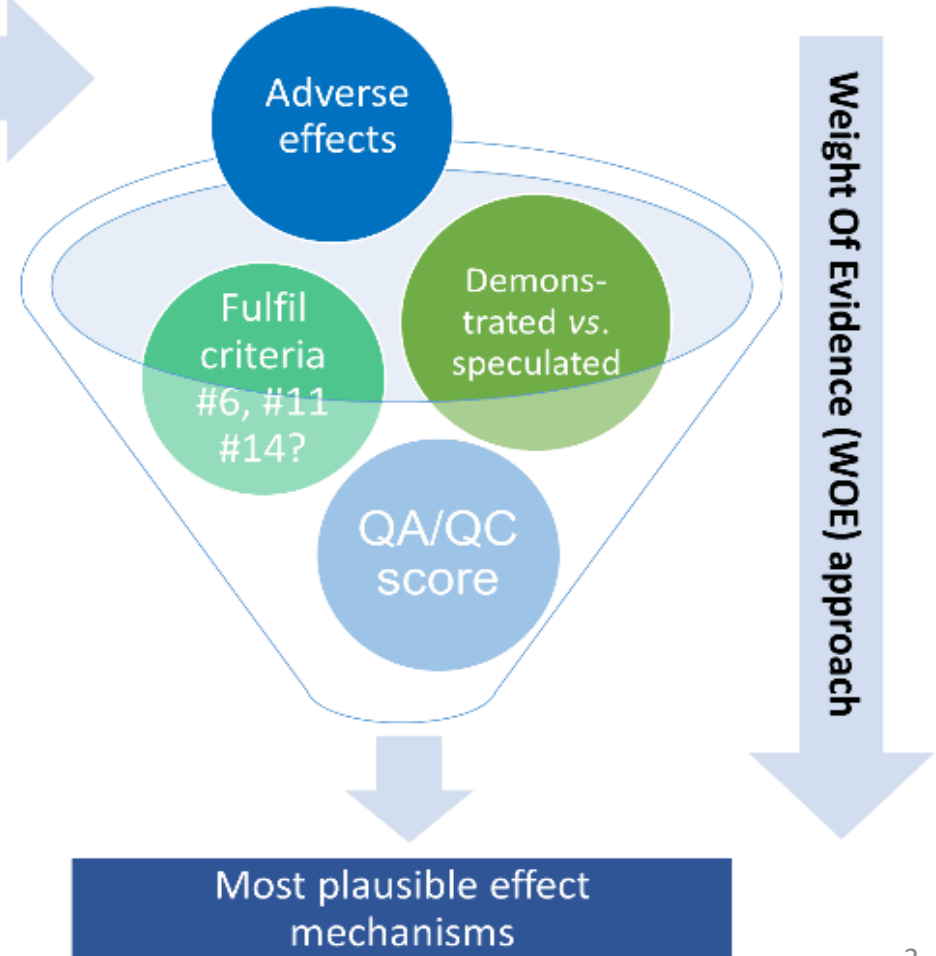 Adverse
effects
Demons-
trated vs.
speculated
Fulfil
criteria
#6, #11
#14?
QA/QC
score
Most plausible effect
mechanisms
Weight Of Evidence (WOE) approach